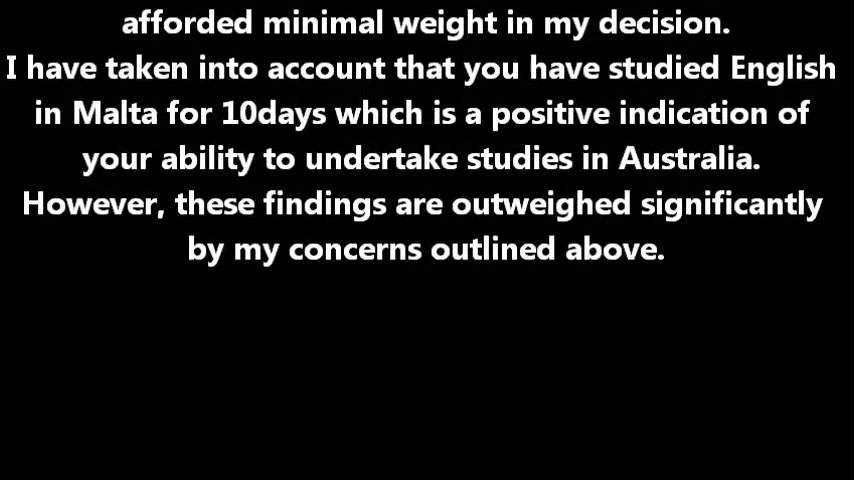 afforded minimal weight in my decision.
I have taken into account that you have studied English
in Malta for 10days which is a positive indication of
your ability to undertake studies in Australia.
However, these findings are outweighed significantly
by my concerns outlined above.